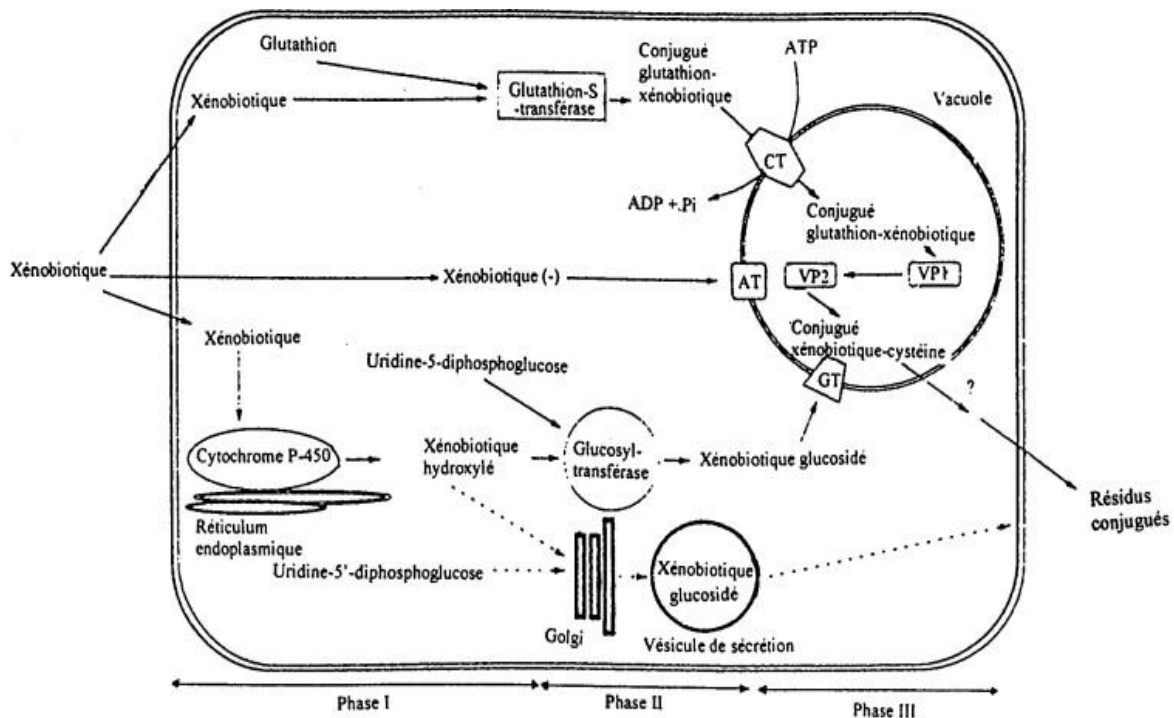 Glutathion
Xénobiotique
Glutathion-S
-transférase
Conjugué
glutathion-
xénobiotique
ATP
Vacuole
CT
ADP +.Pi
Conjugué
glutathion-xénobiotique
Xénobiotique
Xénobiotique (-)
AT
VP2
VP1
Conjugué
xénobiotique-cystéine
GT
?
Xénobiotique
Uridine-5-diphosphoglucose
Cytochrome P-450
Xénobiotique
hydroxylé
Glucosyl-
transférase
Xénobiotique glucosidé
Résidus
conjugués
Réticulum
endoplasmique
Uridine-5'-diphosphoglucose
Xénobiotique
glucosidé
Golgi
Vésicule de sécrétion
Phase I
Phase II
Phase III